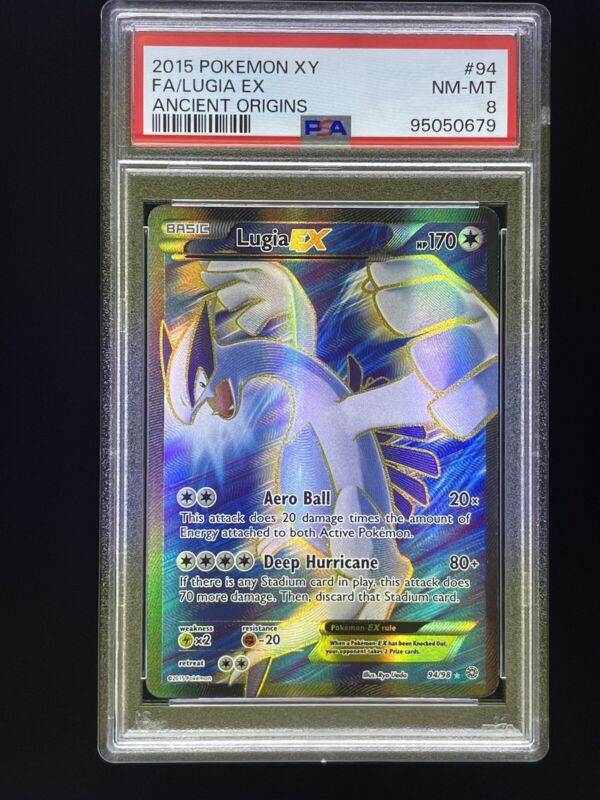 2015 POKEMON XY #94
FA/LUGIA EX NM-MT
ANCIENT ORIGINS 8
PSA 95050679
BASIC
Lugia EX HP170
Aero Ball 20x
This attack does 20 damage times the amount of
Energy attached to both Active Pokémon.
Deep Hurricane 80+
If there is any Stadium card in play, this attack does
70 more damage. Then, discard that Stadium card.
weakness resistance
x2 -20
Pokémon-EX rule
When a Pokémon-EX has been Knocked Out,
your opponent takes 2 Prize cards.
retreat
©2015 Pokémon Illus. Ryo Ueda 94/98